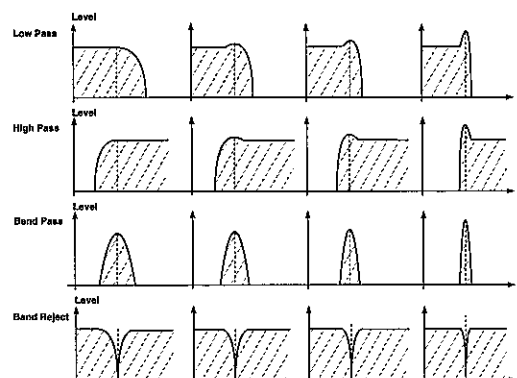 Level
Low Pass
Level
High Pass
Level
Band Pass
Level
Band Reject